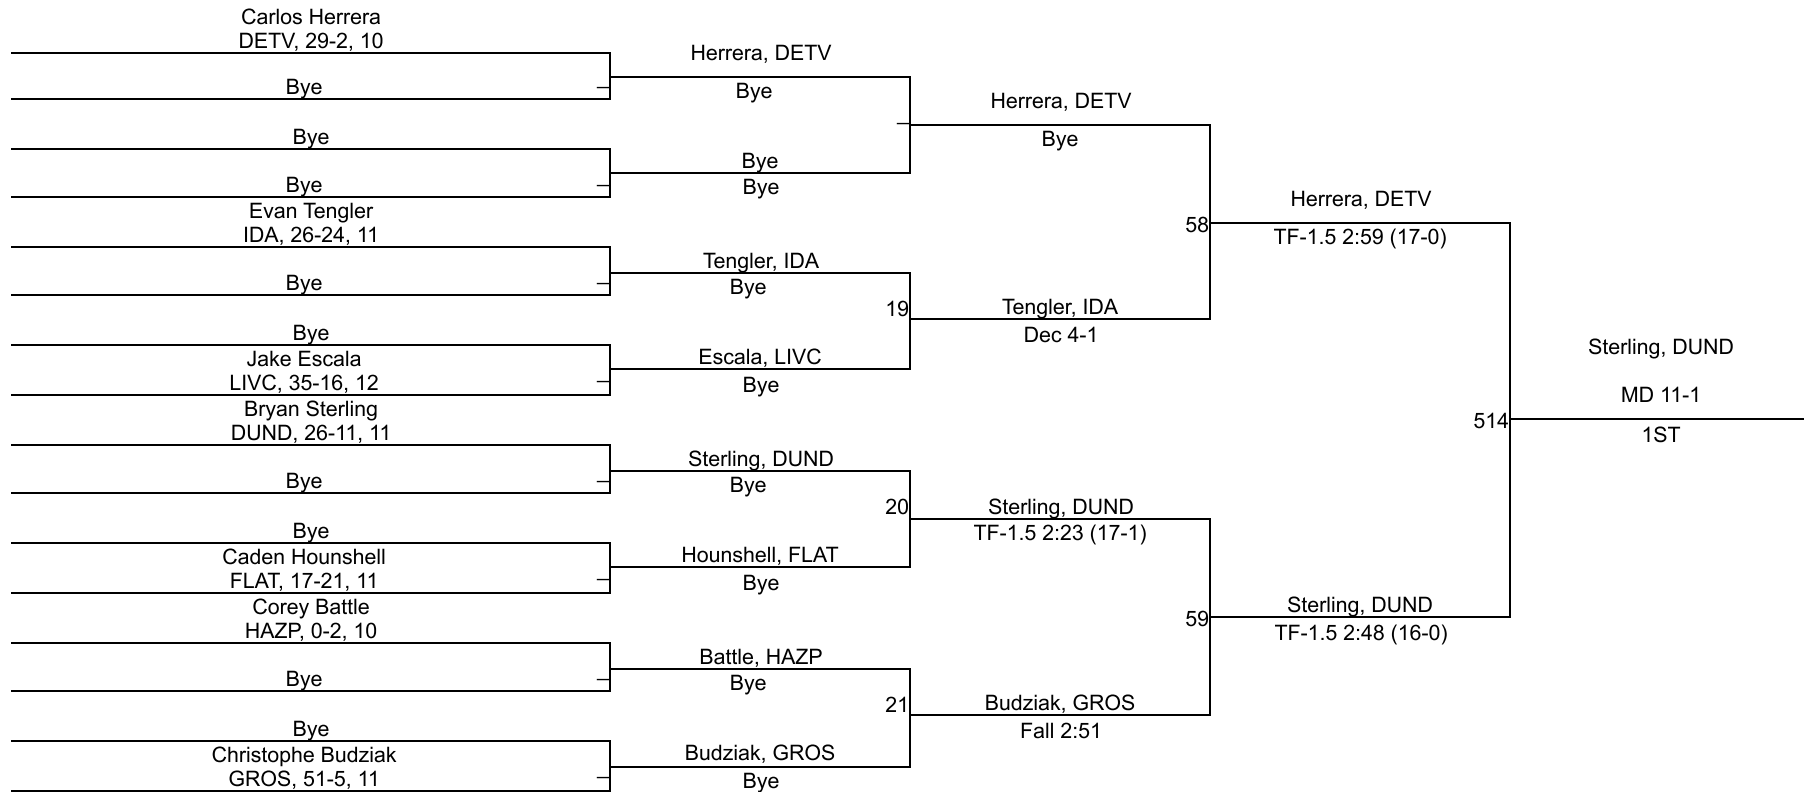 Carlos Herrera
DETV, 29-2, 10
Bye
Bye
Bye
Evan Tengler
IDA, 26-24, 11
Bye
Bye
Jake Escala
LIVC, 35-16, 12
Bryan Sterling
DUND, 26-11, 11
Bye
Bye
Caden Hounshell
FLAT, 17-21, 11
Corey Battle
HAZP, 0-2, 10
Bye
Bye
Christophe Budziak
GROS, 51-5, 11
Herrera, DETV
Bye
Bye
Bye
Tengler, IDA
Bye
19
Escala, LIVC
Bye
Sterling, DUND
Bye
20
Hounshell, FLAT
Bye
Battle, HAZP
Bye
21
Budziak, GROS
Bye
Herrera, DETV
Bye
58
Tengler, IDA
Dec 4-1
Sterling, DUND
TF-1.5 2:23 (17-1)
59
Budziak, GROS
Fall 2:51
Herrera, DETV
TF-1.5 2:59 (17-0)
514
Sterling, DUND
TF-1.5 2:48 (16-0)
Sterling, DUND
MD 11-1
1ST